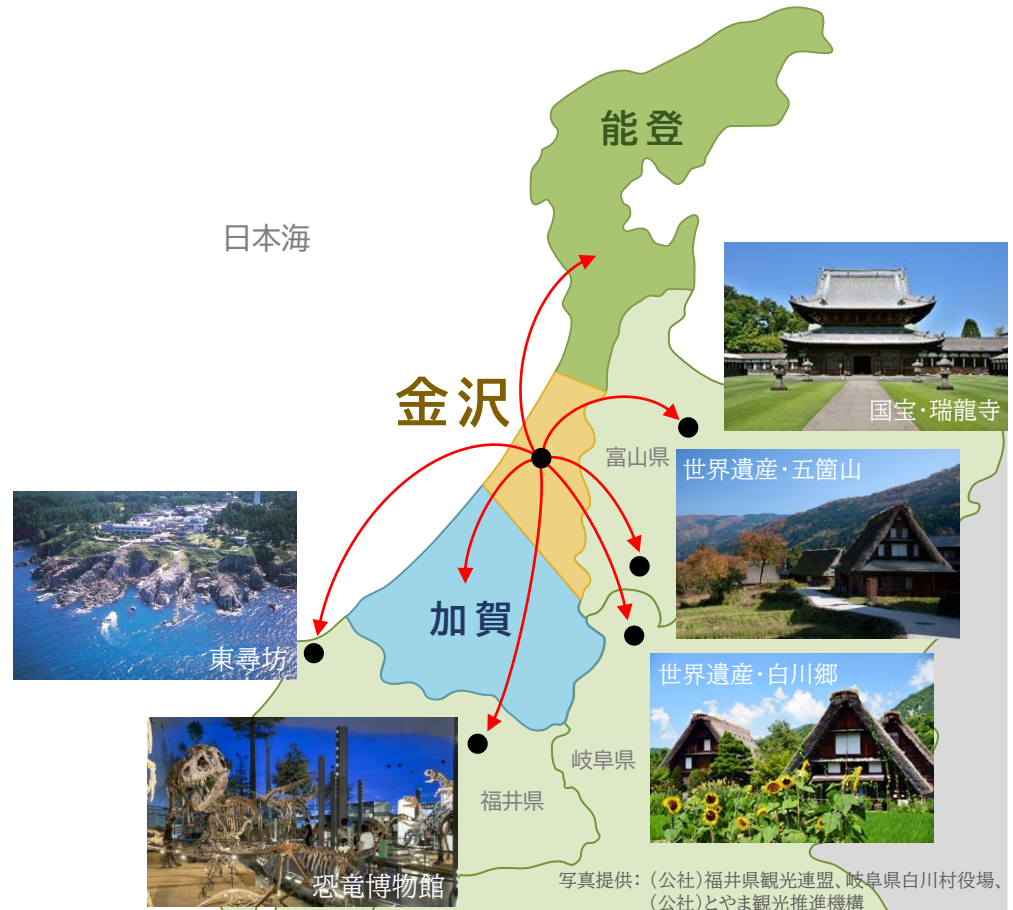 能登
日本海
国宝・瑞龍寺
金沢
富山県
世界遺産・五箇山
加賀
東尋坊
世界遺産・白川郷
岐阜県
福井県
恐竜博物館
写真提供：（公社）福井県観光連盟、岐阜県白川村役場、
（公社）とやま観光推進機構